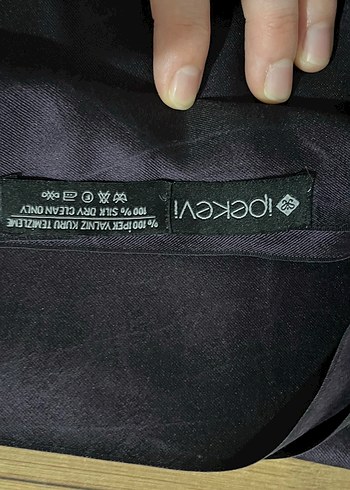 ipekevi
% 100 İPEK YALNIZ KURU TEMİZLEME
100 % SILK DRY CLEAN ONLY